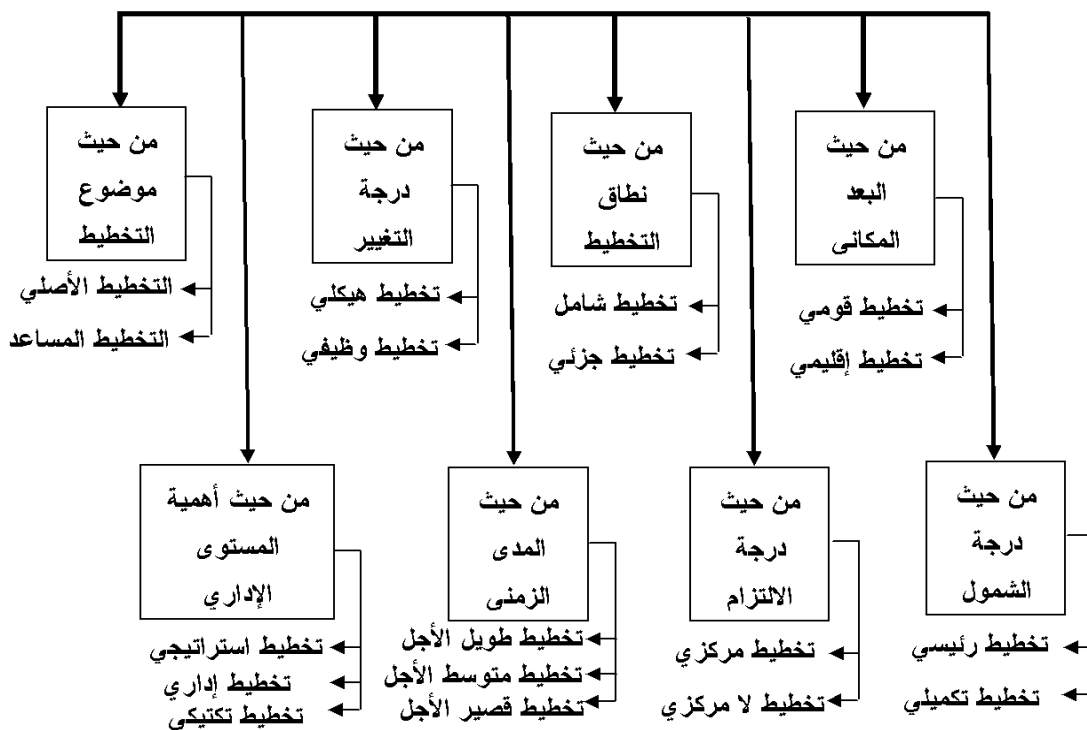 من حيث
البعد
المكانى
تخطيط قومي
تخطيط إقليمي
من حيث
نطاق
التخطيط
تخطيط شامل
تخطيط جزئي
من حيث
درجة
التغيير
تخطيط هيكلي
تخطيط وظيفي
من حيث
موضوع
التخطيط
التخطيط الأصلي
التخطيط المساعد
من حيث
درجة
الشمول
تخطيط رئيسي
تخطيط تكميلي
من حيث
درجة
الالتزام
تخطيط مركزي
تخطيط لا مركزي
من حيث
المدى
الزمنى
تخطيط طويل الأجل
تخطيط متوسط الأجل
تخطيط قصير الأجل
من حيث أهمية
المستوى
الإداري
تخطيط استراتيجي
تخطيط إداري
تخطيط تكتيكي